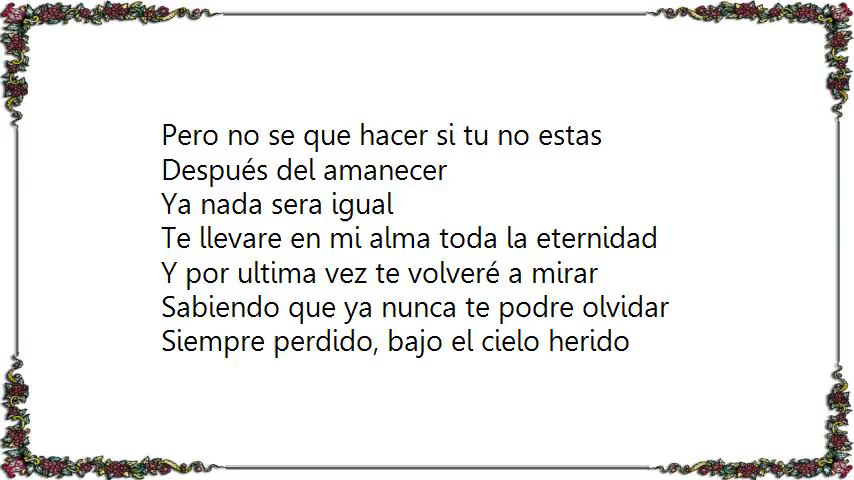 Pero no se que hacer si tu no estas
Después del amanecer
Ya nada sera igual
Te llevare en mi alma toda la eternidad
Y por ultima vez te volveré a mirar
Sabiendo que ya nunca te podre olvidar
Siempre perdido, bajo el cielo herido